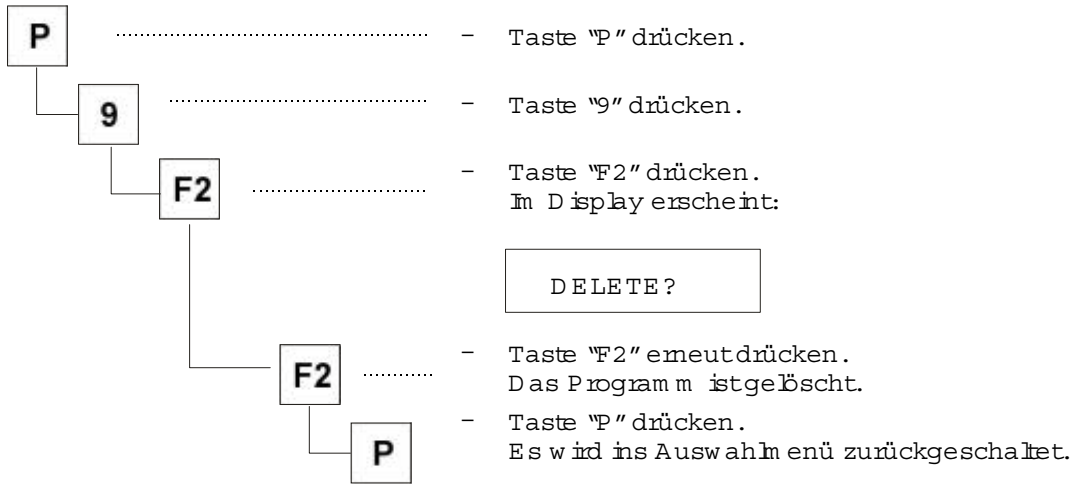 P - Taste "P" drücken.
9 - Taste "9" drücken.
F2 - Taste "F2" drücken.
Im Display erscheint:
DELETE?
F2 - Taste "F2" erneut drücken.
Das Programm ist gelöscht.
P - Taste "P" drücken.
Es wird ins Auswahlmenü zurückgeschaltet.